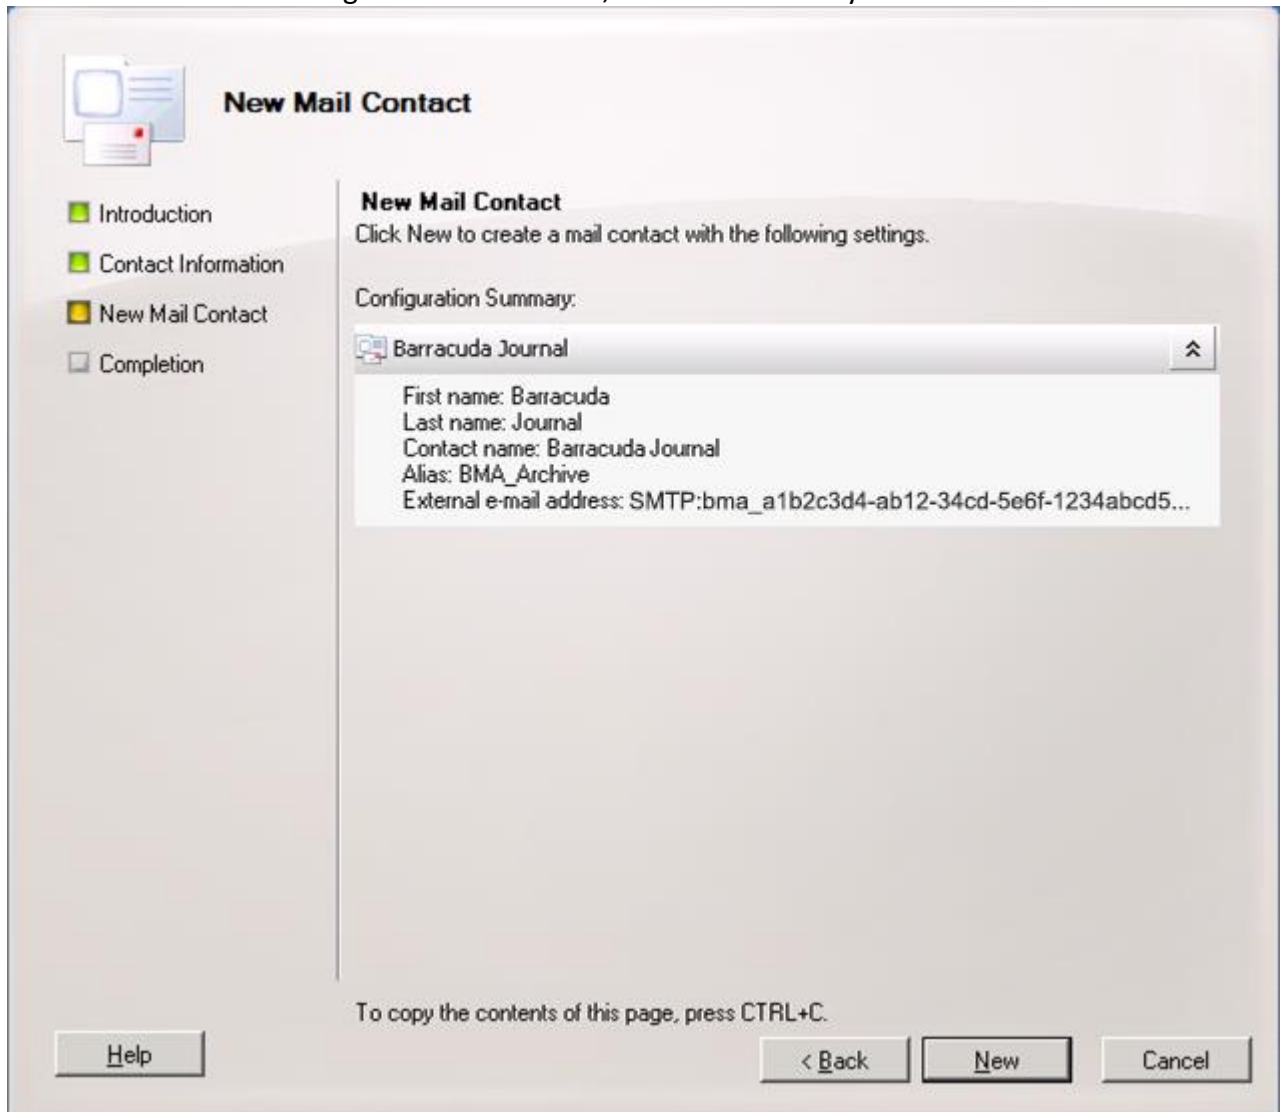 New Mail Contact
Introduction
Contact Information
New Mail Contact
Completion
New Mail Contact
Click New to create a mail contact with the following settings.
Configuration Summary:
Barracuda Journal
First name: Barracuda
Last name: Journal
Contact name: Barracuda Journal
Alias: BMA_Archive
External e-mail address: SMTP:bma_a1b2c3d4-ab12-34cd-5e6f-1234abcd5...
To copy the contents of this page, press CTRL+C.
Help
< Back
New
Cancel